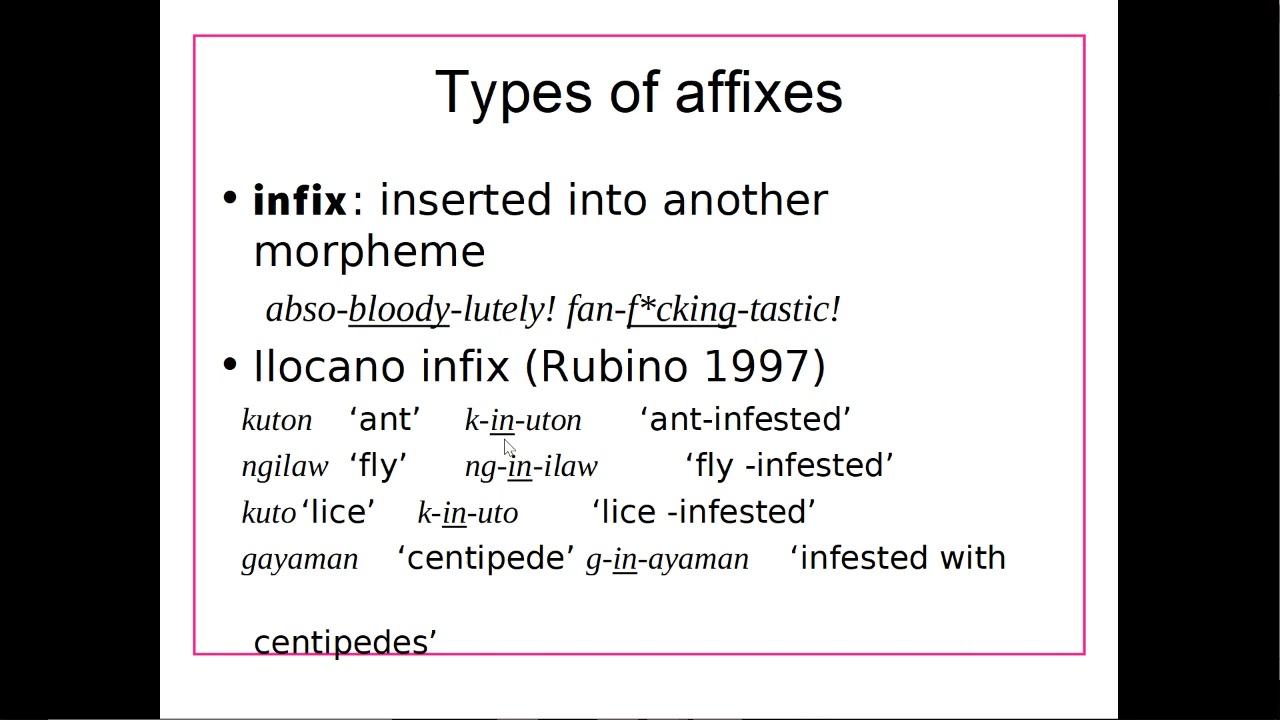 Types of affixes
• infix: inserted into another
morpheme
abso-bloody-lutely! fan-f*cking-tastic!
• Ilocano infix (Rubino 1997)
kuton ‘ant’ k-in-uton ‘ant-infested’
ngilaw ‘fly’ ng-in-ilaw ‘fly -infested’
kuto ‘lice’ k-in-uto ‘lice -infested’
gayaman ‘centipede’ g-in-ayaman ‘infested with
centipedes’